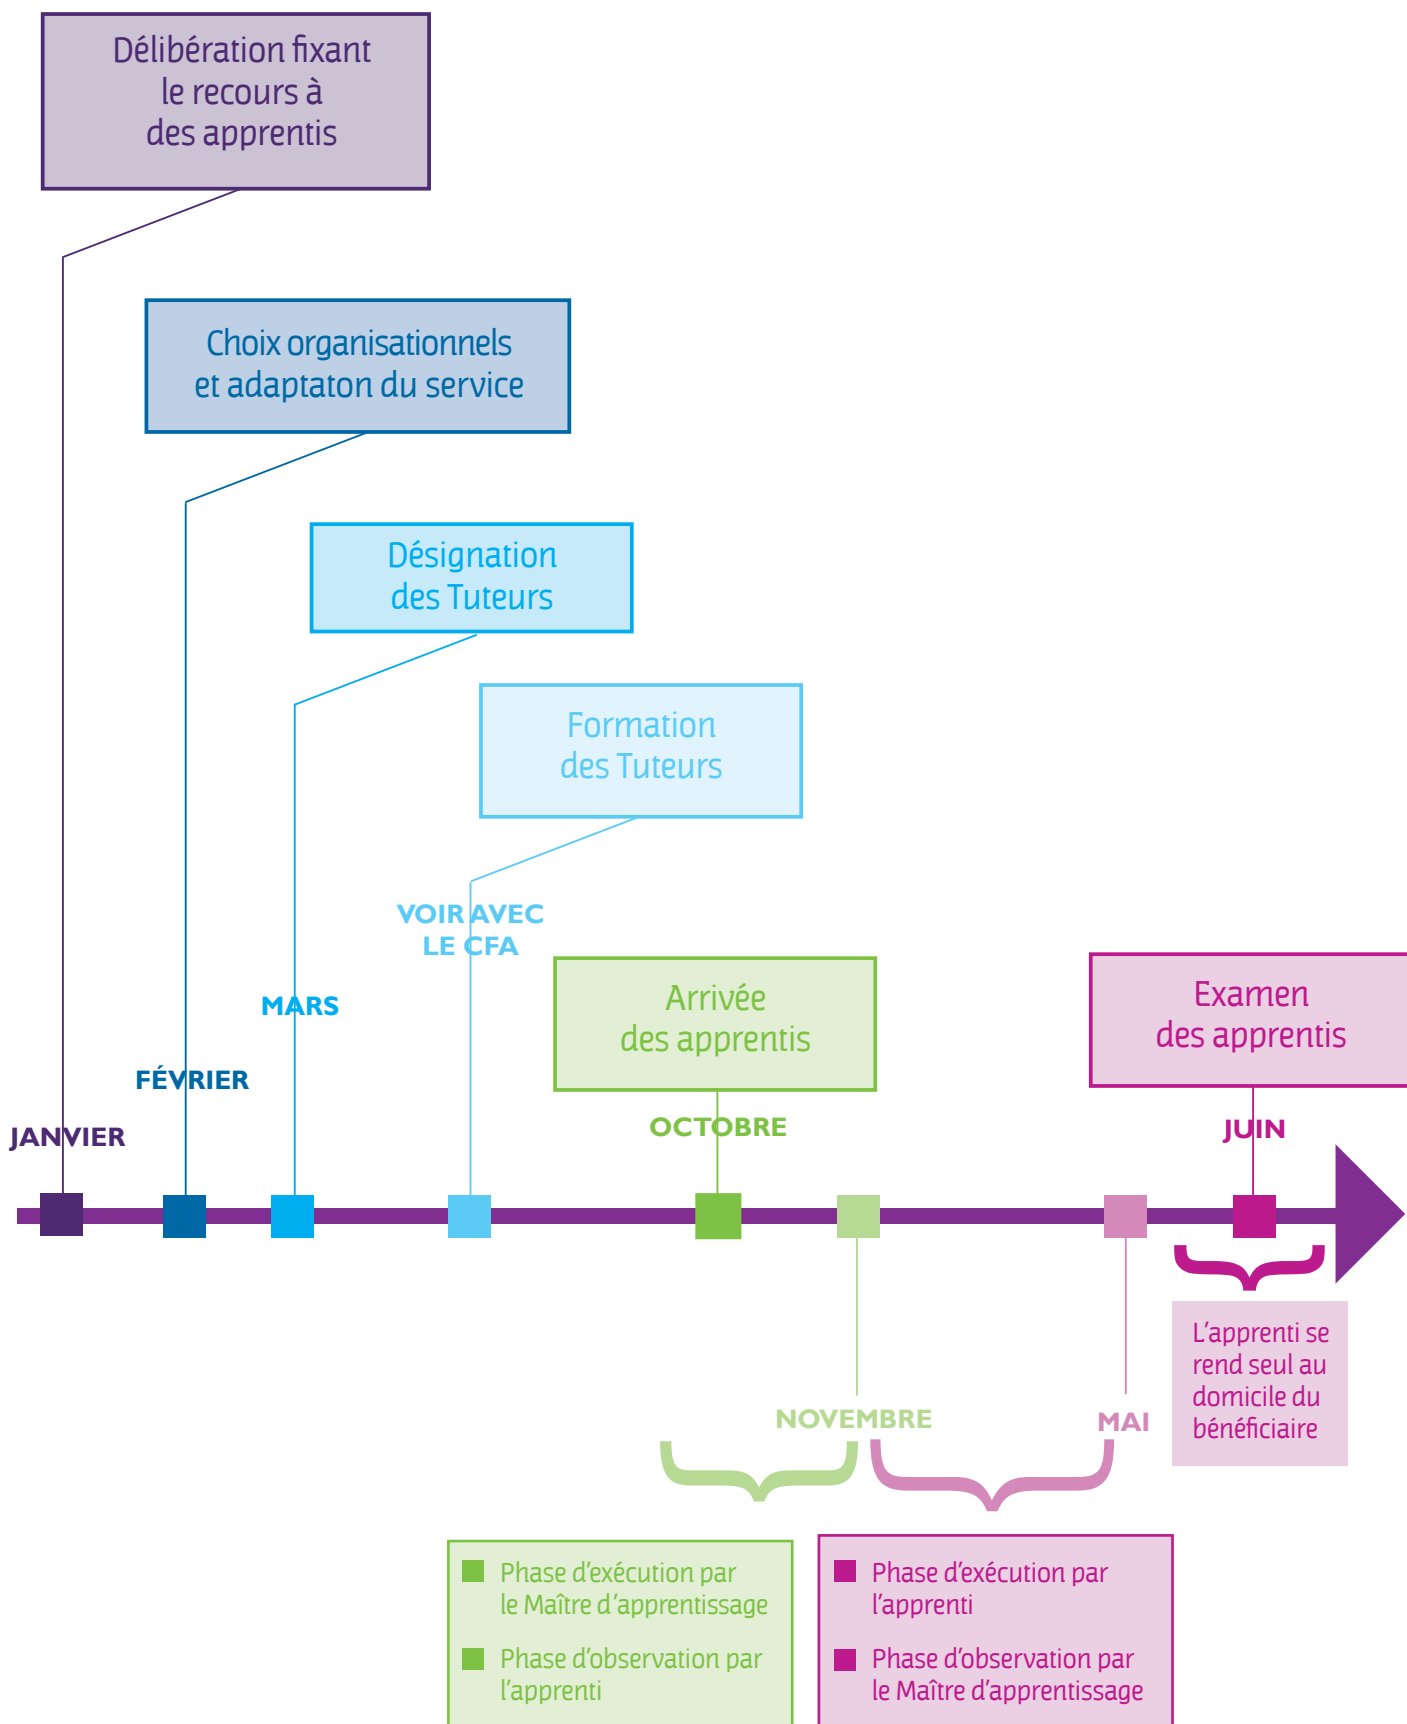 Délibération fixant
le recours à
des apprentis
Choix organisationnels
et adaptaton du service
Désignation
des Tuteurs
Formation
des Tuteurs
VOIR AVEC
LE CFA
MARS
FÉVRIER
JANVIER
Arrivée
des apprentis
OCTOBRE
Examen
des apprentis
JUIN
L'apprenti se
rend seul au
domicile du
bénéficiaire
NOVEMBRE
MAI
Phase d'exécution par
le Maître d'apprentissage
Phase d'observation par
l'apprenti
Phase d'exécution par
l'apprenti
Phase d'observation par
le Maître d'apprentissage